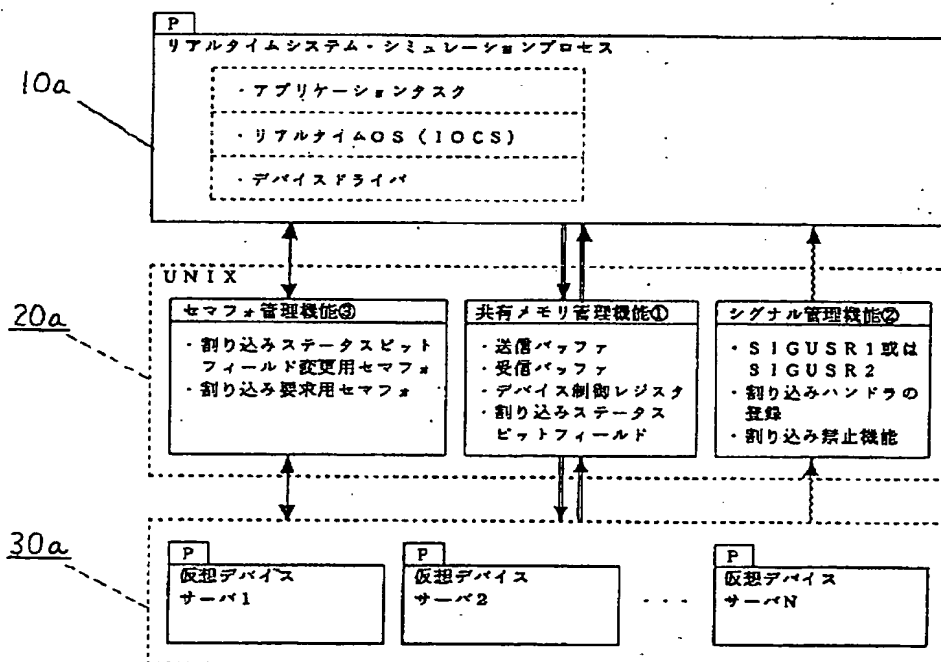 P
リアルタイムシステム・シミュレーションプロセス
10a
・アプリケーションタスク
・リアルタイムOS(IOCS)
・デバイスドライバ
UNIX
20a
セマフォ管理機能③
・割り込みステータスビット
フィールド変更用セマフォ
・割り込み要求用セマフォ
共有メモリ管理機能①
・送信バッファ
・受信バッファ
・デバイス制御レジスタ
・割り込みステータス
ビットフィールド
シグナル管理機能②
・SIGUSR1或は
SIGUSR2
・割り込みハンドラの
登録
・割り込み禁止機能
30a
P
仮想デバイス
サーバ1
P
仮想デバイス
サーバ2
・・・
P
仮想デバイス
サーバN